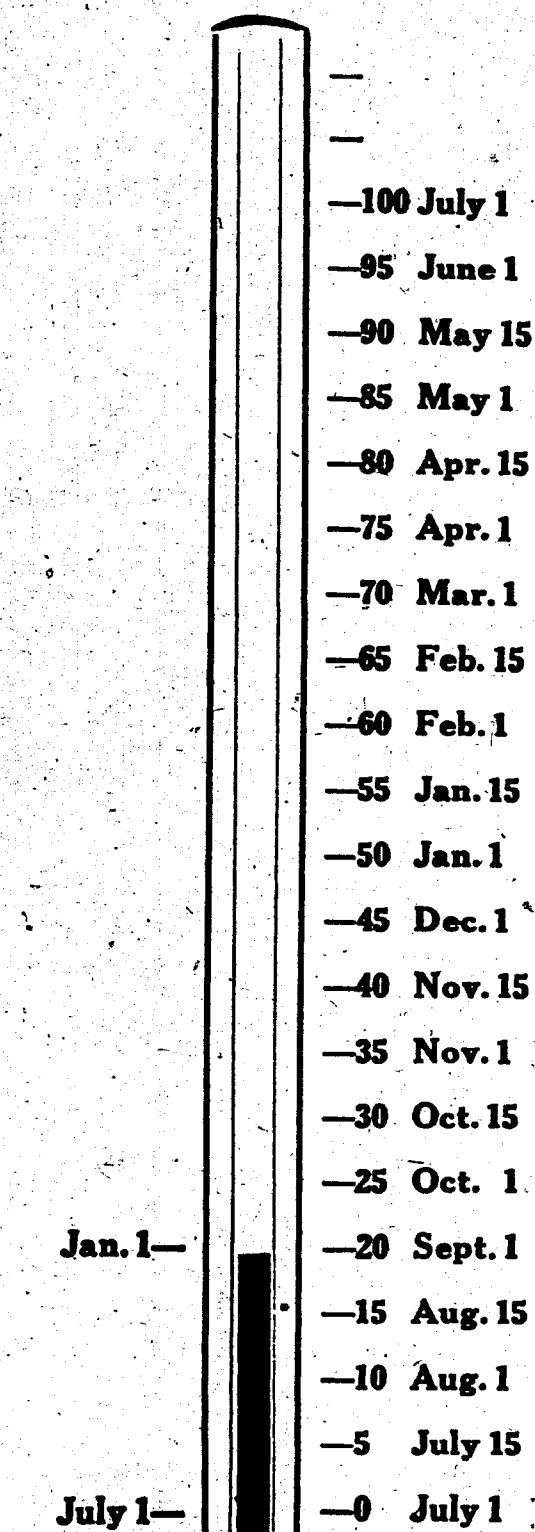 —
—
—100 July 1
—95 June 1
—90 May 15
—85 May 1
—80 Apr. 15
—75 Apr. 1
—70 Mar. 1
—65 Feb. 15
—60 Feb. 1
—55 Jan. 15
—50 Jan. 1
—45 Dec. 1
—40 Nov. 15
—35 Nov. 1
—30 Oct. 15
—25 Oct. 1
Jan. 1— —20 Sept. 1
—15 Aug. 15
—10 Aug. 1
—5 July 15
July 1— —0 July 1